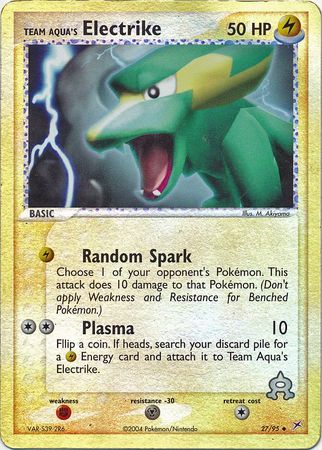 TEAM AQUA'S Electrike 50 HP
Illus. M. Akiyama
BASIC
Random Spark
Choose 1 of your opponent's Pokémon. This
attack does 10 damage to that Pokémon. (Don't
apply Weakness and Resistance for Benched
Pokémon.)
Plasma 10
Flip a coin. If heads, search your discard pile for
a Energy card and attach it to Team Aqua's
Electrike.
weakness resistance -30 retreat cost
VAR 539-2R6 ©2004 Pokémon/Nintendo 27/95